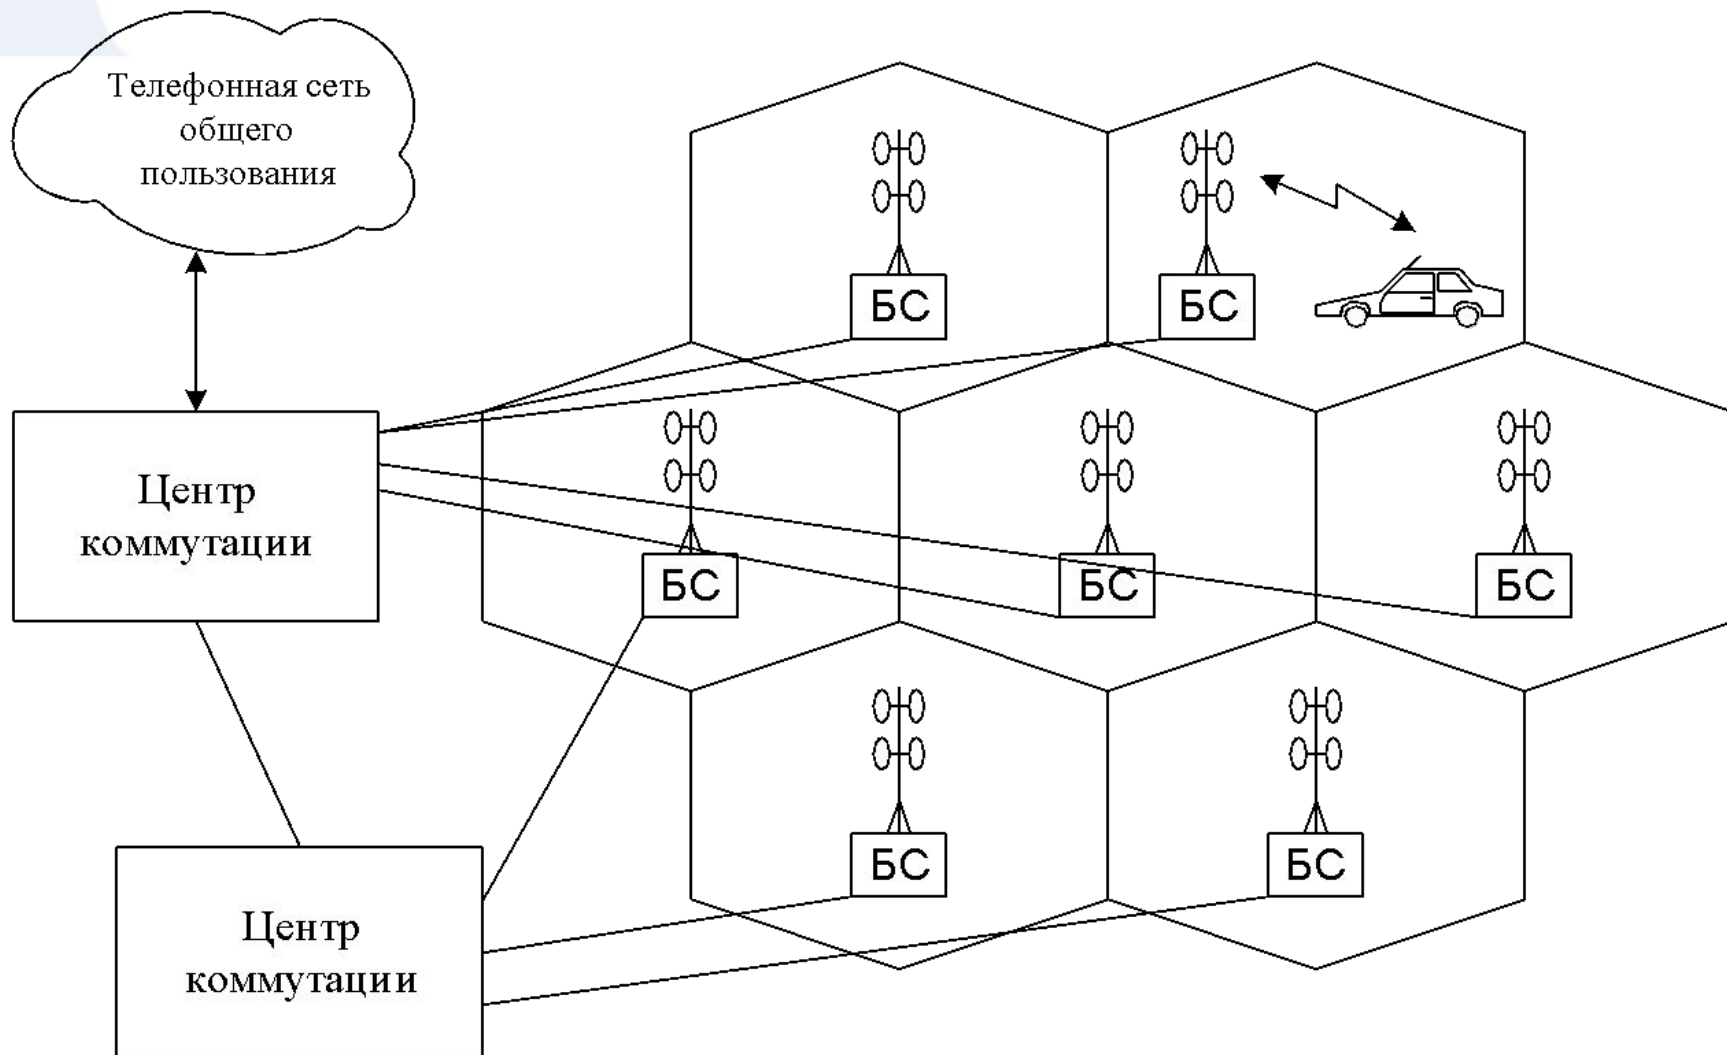 Телефонная сеть
общего
пользования
БС
БС
Центр
коммутации
БС
БС
БС
БС
БС
Центр
коммутации